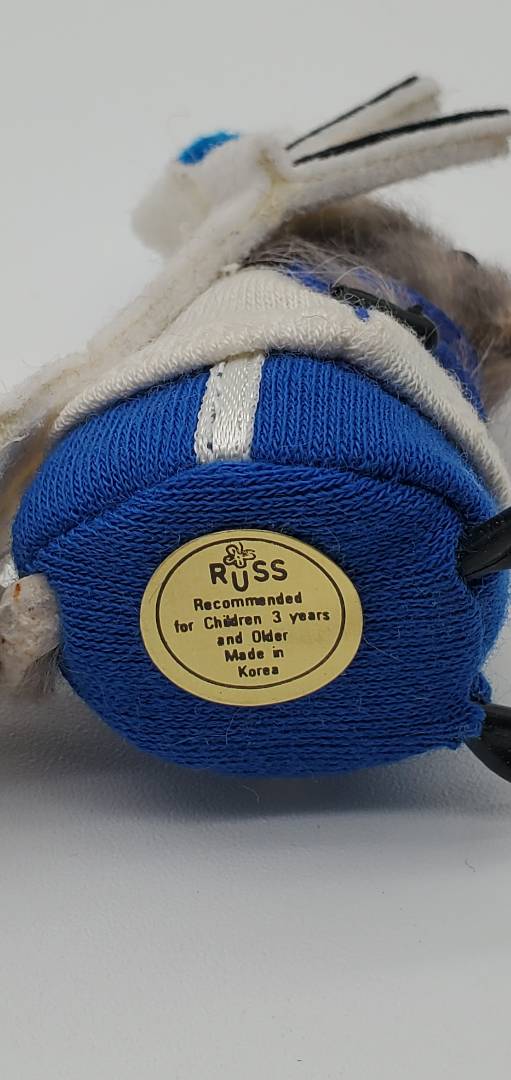 RUSS
Recommended
for Children 3 years
and Older
Made in
Korea